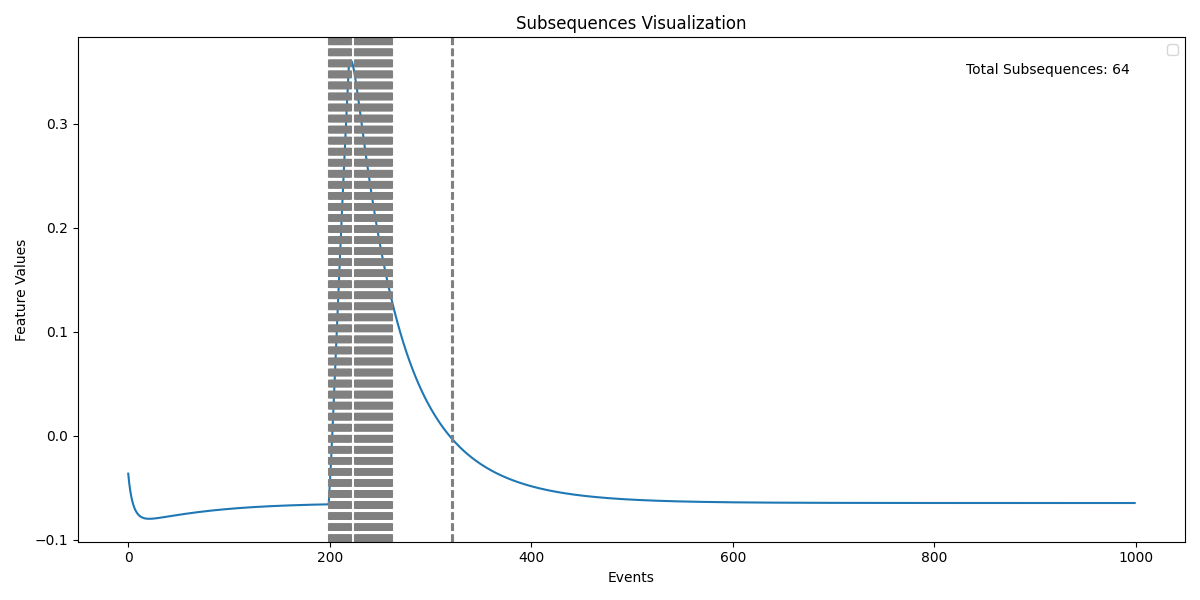 Subsequences Visualization
Total Subsequences: 64
Feature Values
0.3
0.2
0.1
0.0
−0.1
0 200 400 600 800 1000
Events